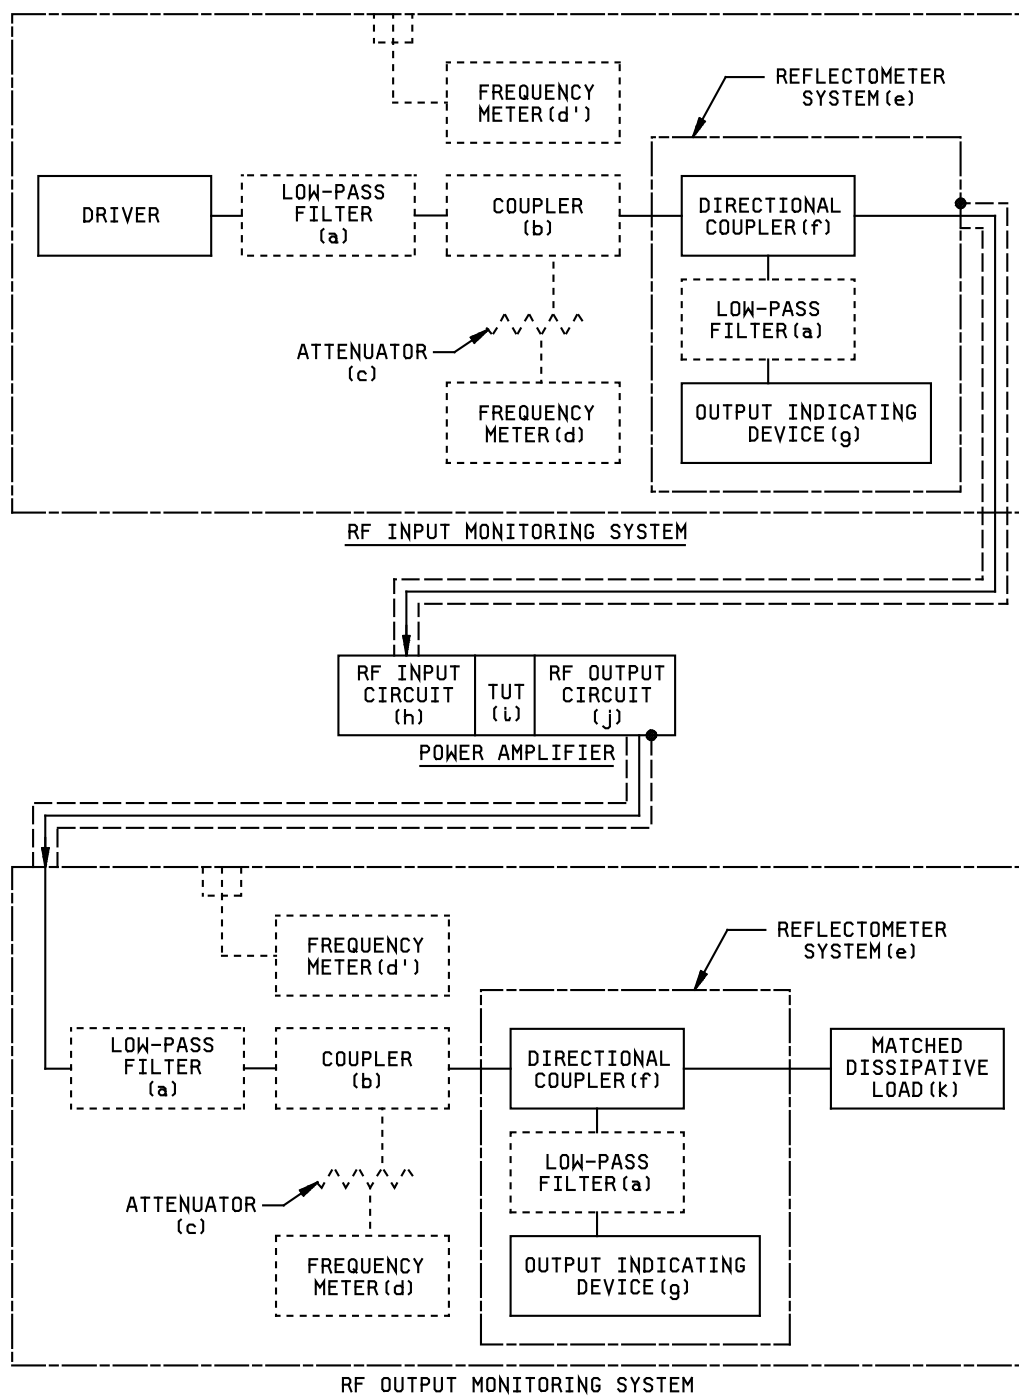 FREQUENCY
METER(d')
REFLECTOMETER
SYSTEM(e)
DRIVER
LOW-PASS
FILTER
(a)
COUPLER
(b)
DIRECTIONAL
COUPLER(f)
LOW-PASS
FILTER(a)
ATTENUATOR
(c)
FREQUENCY
METER(d)
OUTPUT INDICATING
DEVICE(g)
RF INPUT MONITORING SYSTEM
RF INPUT
CIRCUIT
(h)
TUT
(i)
RF OUTPUT
CIRCUIT
(j)
POWER AMPLIFIER
FREQUENCY
METER(d')
REFLECTOMETER
SYSTEM(e)
LOW-PASS
FILTER
(a)
COUPLER
(b)
DIRECTIONAL
COUPLER(f)
MATCHED
DISSIPATIVE
LOAD(k)
LOW-PASS
FILTER(a)
ATTENUATOR
(c)
FREQUENCY
METER(d)
OUTPUT INDICATING
DEVICE(g)
RF OUTPUT MONITORING SYSTEM